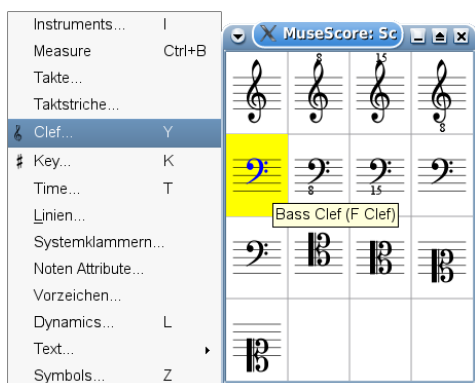 Instruments... I
Measure Ctrl+B
Takte...
Taktstriche...
Clef... Y
Key... K
Time... T
Linien...
Systemklammern...
Noten Attribute...
Vorzeichen...
Dynamics... L
Text...
Symbols... Z
MuseScore: Sc
8 15
8
8 15
Bass Clef (F Clef)